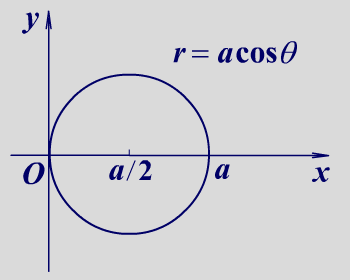 y
r = a cos θ
O a/2 a x